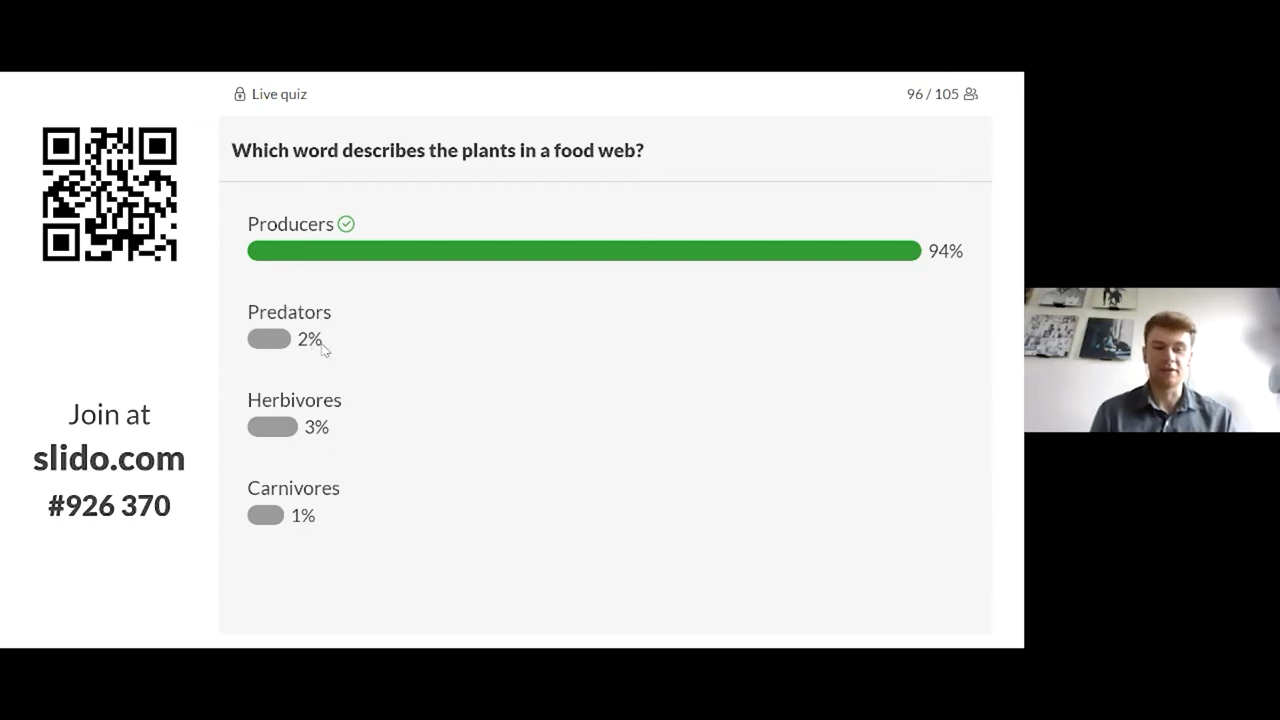 Live quiz
96 / 105
Which word describes the plants in a food web?
Producers
94%
Predators
2%
Herbivores
3%
Carnivores
1%
Join at
slido.com
#926 370